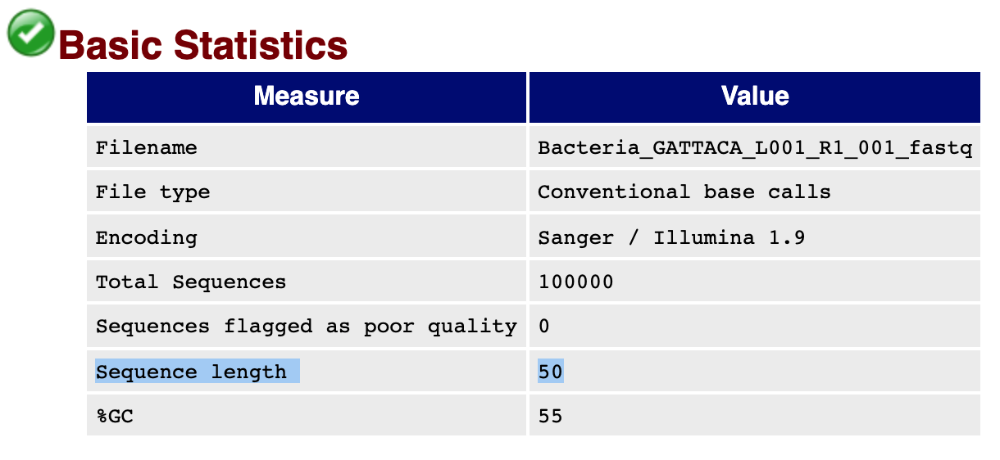 Basic Statistics
Measure Value
Filename Bacteria_GATTACA_L001_R1_001_fastq
File type Conventional base calls
Encoding Sanger / Illumina 1.9
Total Sequences 100000
Sequences flagged as poor quality 0
Sequence length 50
%GC 55